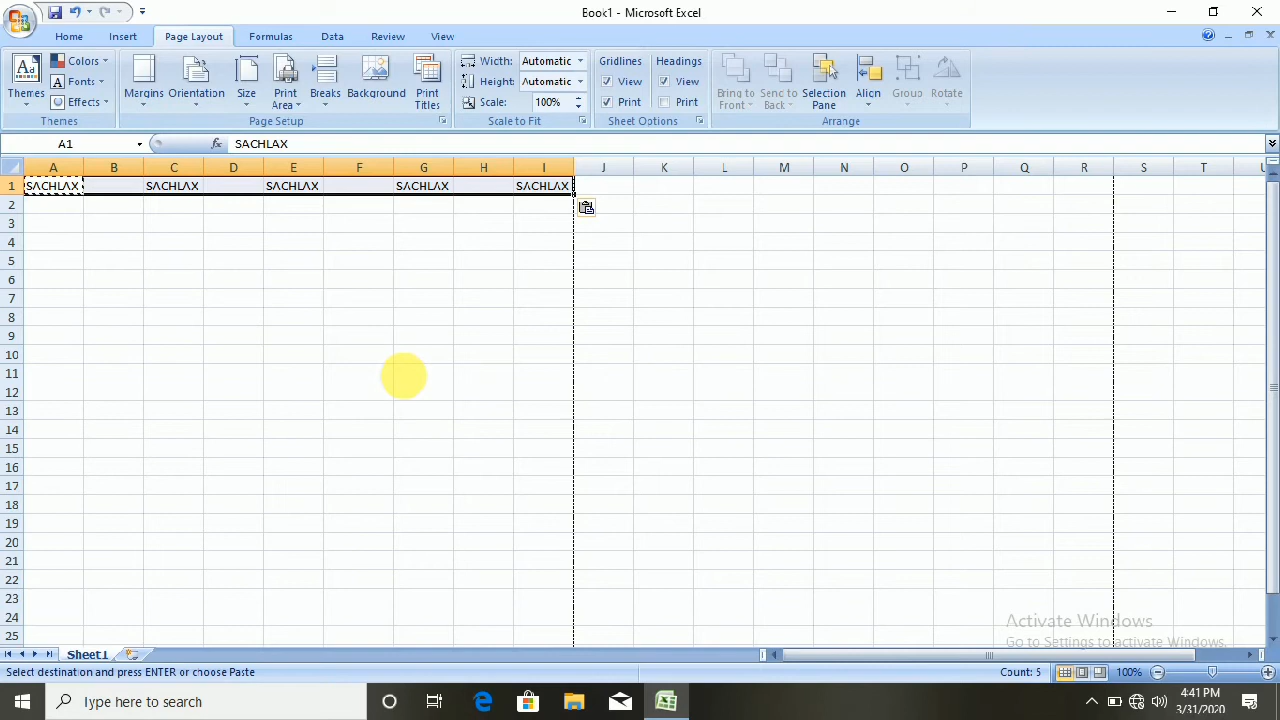 Book1 - Microsoft Excel
Home Insert Page Layout Formulas Data Review View
Themes Colors Fonts Effects Themes
Margins Orientation Size Print Area Breaks Background Print Titles Page Setup
Width: Automatic
Height: Automatic
Scale: 100%
Scale to Fit
Gridlines Headings
View View
Print Print
Sheet Options
Bring to Front Send to Back Selection Pane Align Group Rotate
Arrange
A1 fx SACHLAX
A B C D E F G H I J K L M N O P Q R S T U
1 SACHLAX SACHLAX SACHLAX SACHLAX SACHLAX
2
3
4
5
6
7
8
9
10
11
12
13
14
15
16
17
18
19
20
21
22
23
24
25
Activate Windows
Go to Settings to activate Windows.
Sheet1
Select destination and press ENTER or choose Paste Count: 5 100%
Type here to search
4:41 PM
3/31/2020